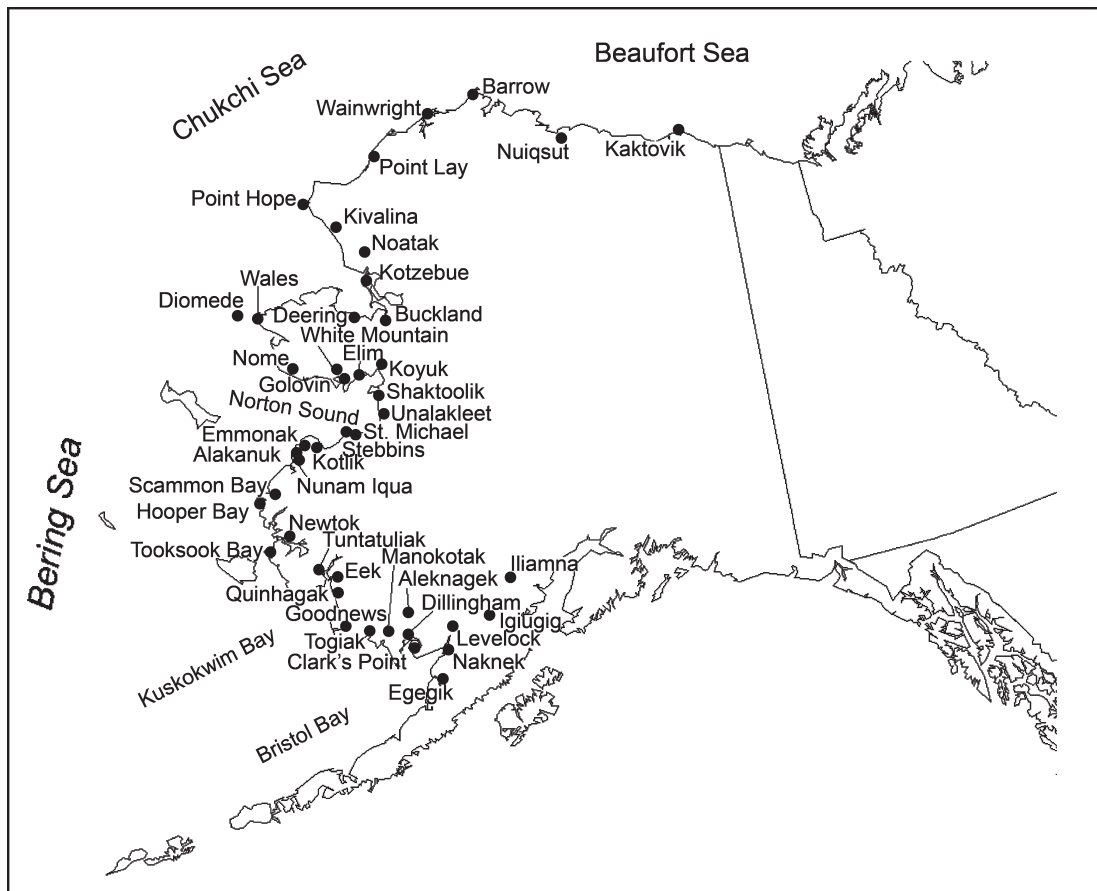 Beaufort Sea
Chukchi Sea
Barrow
Wainwright
Nuiqsut
Kaktovik
Point Lay
Point Hope
Kivalina
Noatak
Kotzebue
Wales
Diomede
Deering
Buckland
White Mountain
Elim
Nome
Koyuk
Golovin
Shaktoolik
Norton Sound
Unalakleet
Emmonak
St. Michael
Stebbins
Alakanuk
Kotlik
Nunam Iqua
Scammon Bay
Hooper Bay
Bering Sea
Newtok
Tuntatuliak
Tooksook Bay
Manokotak
Iliamna
Eek
Aleknagek
Quinhagak
Dillingham
Goodnews
Igiugig
Togiak
Levelock
Clark's Point
Naknek
Kuskokwim Bay
Egegik
Bristol Bay